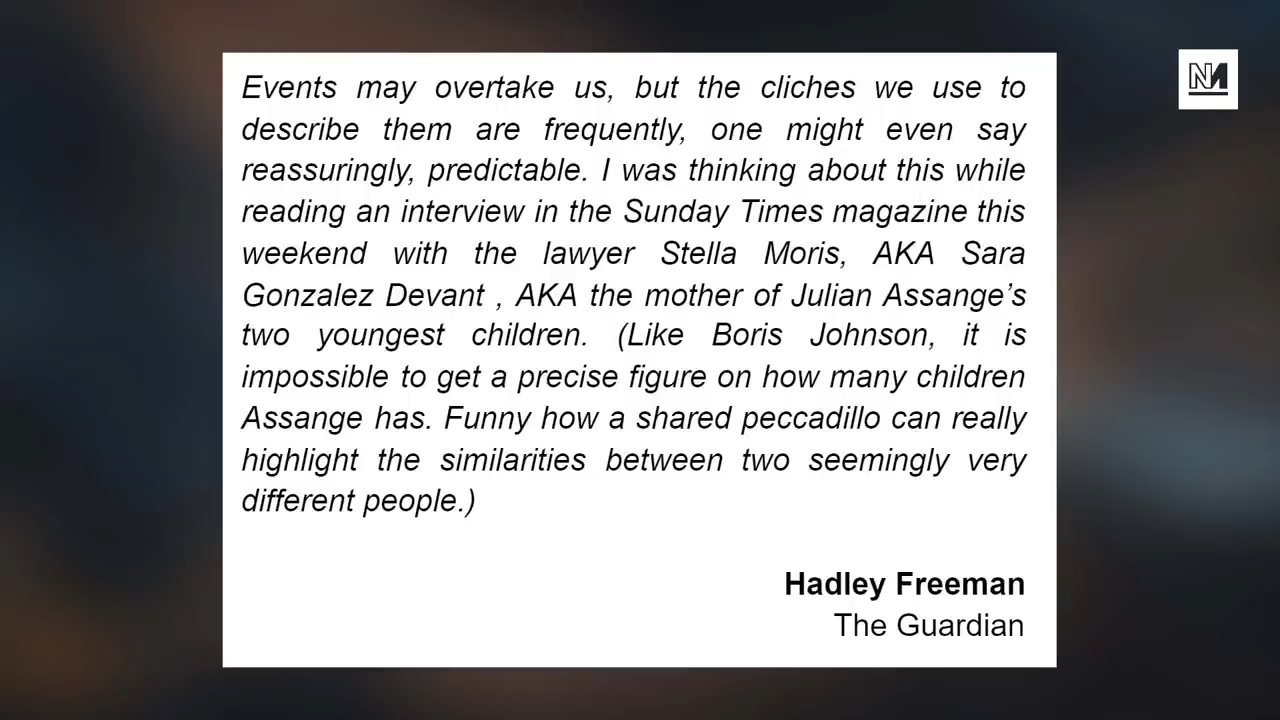 Events may overtake us, but the cliches we use to
describe them are frequently, one might even say
reassuringly, predictable. I was thinking about this while
reading an interview in the Sunday Times magazine this
weekend with the lawyer Stella Moris, AKA Sara
Gonzalez Devant , AKA the mother of Julian Assange’s
two youngest children. (Like Boris Johnson, it is
impossible to get a precise figure on how many children
Assange has. Funny how a shared peccadillo can really
highlight the similarities between two seemingly very
different people.)
Hadley Freeman
The Guardian
NM